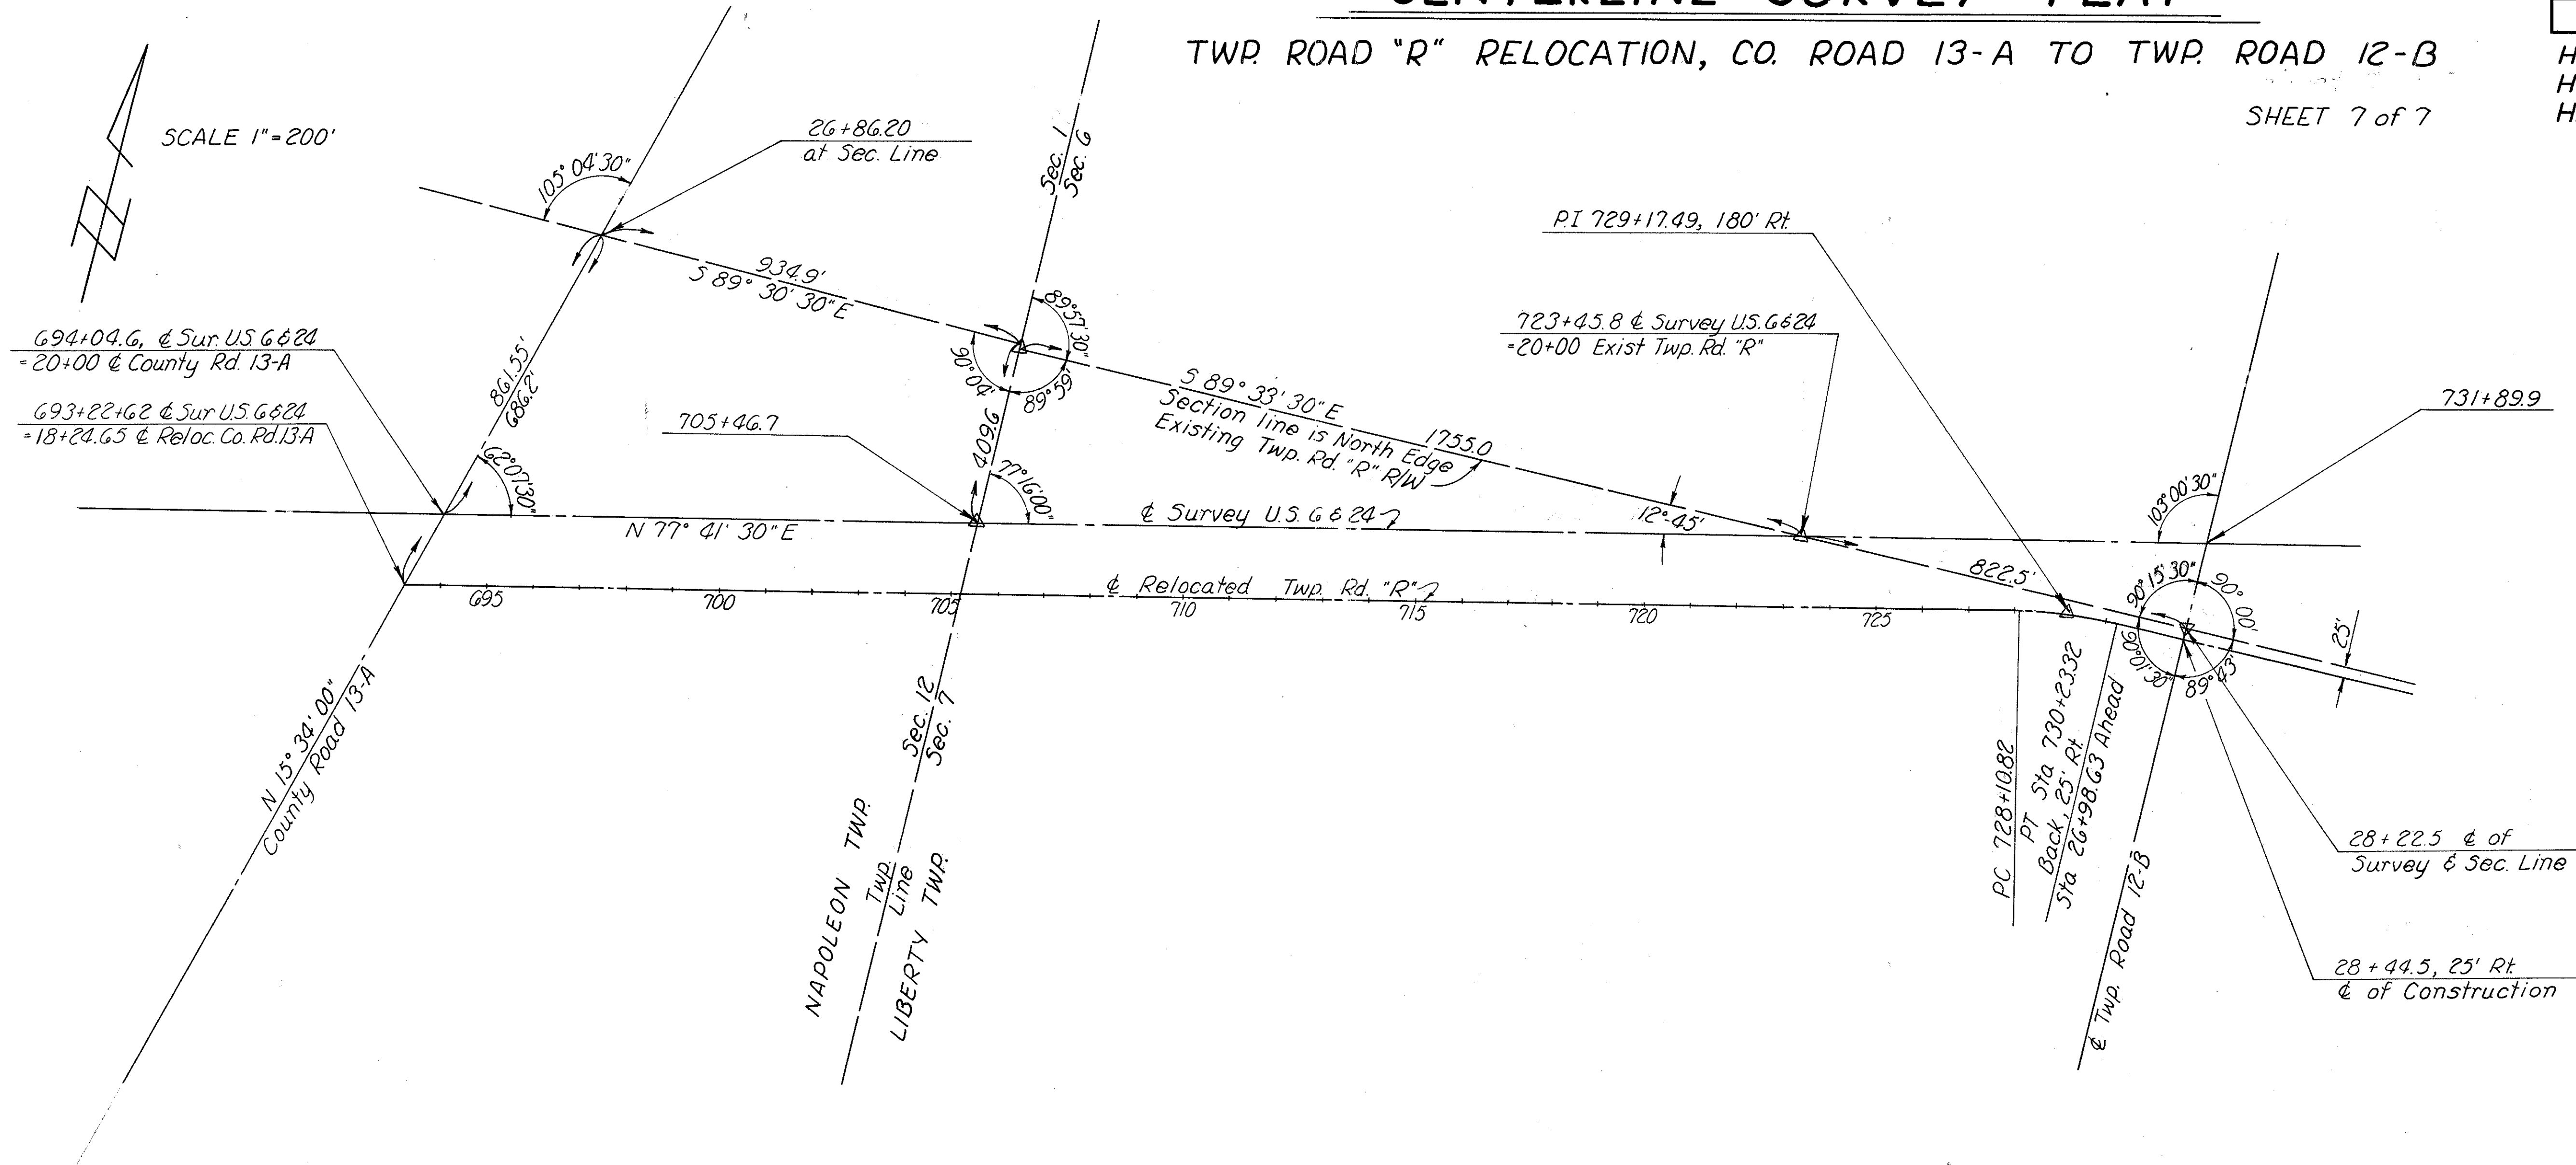 CENTERLINE SURVEY PLAT
TWP. ROAD "R" RELOCATION, CO. ROAD 13-A TO TWP. ROAD 12-B
SHEET 7 of 7
H
H
H
SCALE 1"=200'
26+86.20
at Sec. Line
105° 04' 30"
Sec. 1
Sec. 6
934.9'
S 89° 30' 30" E
P.I 729+17.49, 180' Rt.
694+04.6, ℄ Sur. U.S. 6&24
=20+00 ℄ County Rd. 13-A
693+22+62 ℄ Sur U.S. 6&24
=18+24.65 ℄ Reloc. Co. Rd. 13-A
861.55'
686.2'
62°07'30"
705+46.7
89°57'30"
90°04'
89°59'
409.6
77°16'00"
723+45.8 ℄ Survey U.S. 6&24
=20+00 Exist Twp. Rd. "R"
S 89° 33' 30" E
1755.0
Section line is North Edge
Existing Twp. Rd. "R" R/W
731+89.9
103° 00' 30"
N 77° 41' 30" E
℄ Survey U.S. 6 & 24
12°-45'
822.5'
90° 15' 30"
90° 00'
90°01'30"
89° 43'
25'
℄ Relocated Twp. Rd. "R"
695
700
705
710
715
720
725
N 15° 34' 00"
County Road 13-A
Sec. 12
Sec. 7
NAPOLEON TWP.
Twp.
Line
LIBERTY TWP.
PC 728+10.82
PT Sta 730+23.32
Back, 25' Rt.
Sta 26+98.63 Ahead
℄ Twp. Road 12-B
28+22.5 ℄ of
Survey & Sec. Line
28+44.5, 25' Rt.
℄ of Construction